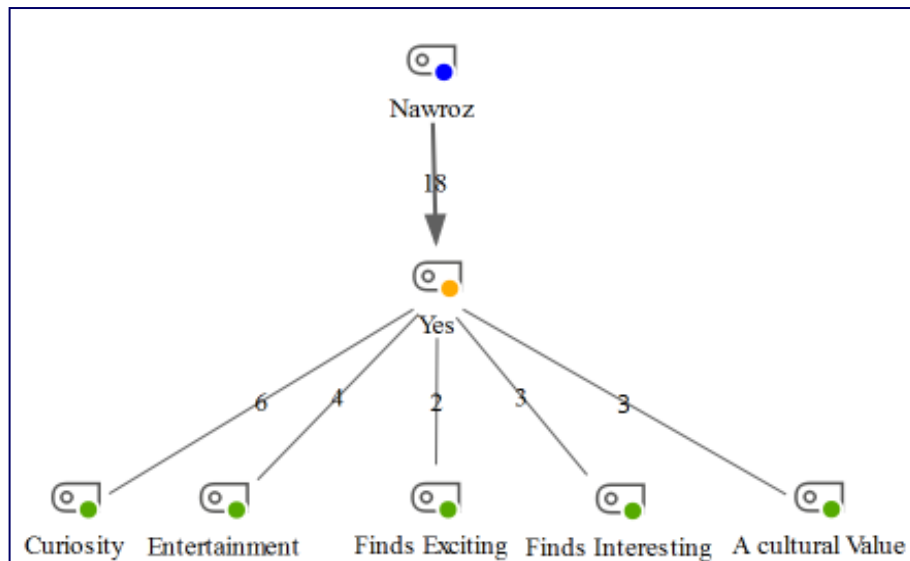 Nawroz
18
Yes
6 4 2 3 3
Curiosity Entertainment Finds Exciting Finds Interesting A cultural Value